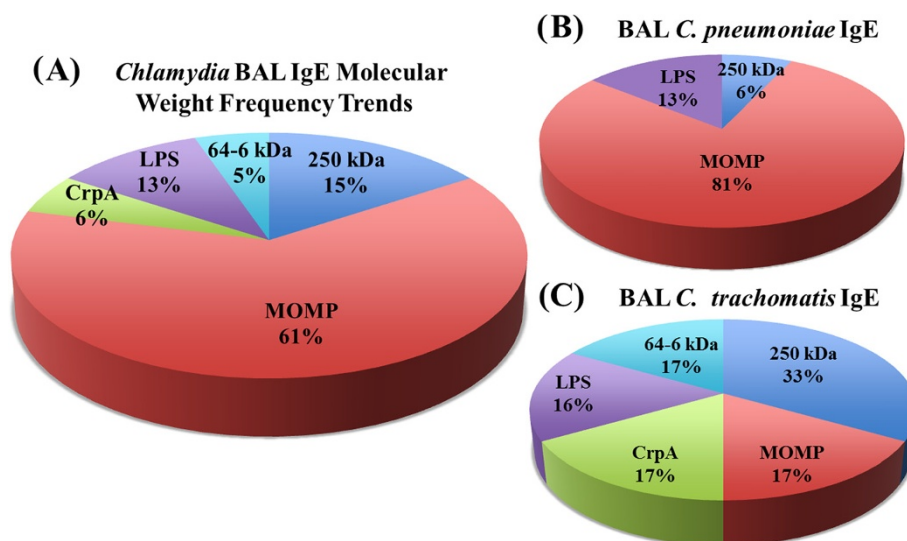 (A)
Chlamydia BAL IgE Molecular
Weight Frequency Trends
64-6 kDa
5%
250 kDa
15%
LPS
13%
CrpA
6%
MOMP
61%
(B)
BAL C. pneumoniae IgE
LPS
13%
250 kDa
6%
MOMP
81%
(C)
BAL C. trachomatis IgE
64-6 kDa
17%
250 kDa
33%
LPS
16%
CrpA
17%
MOMP
17%